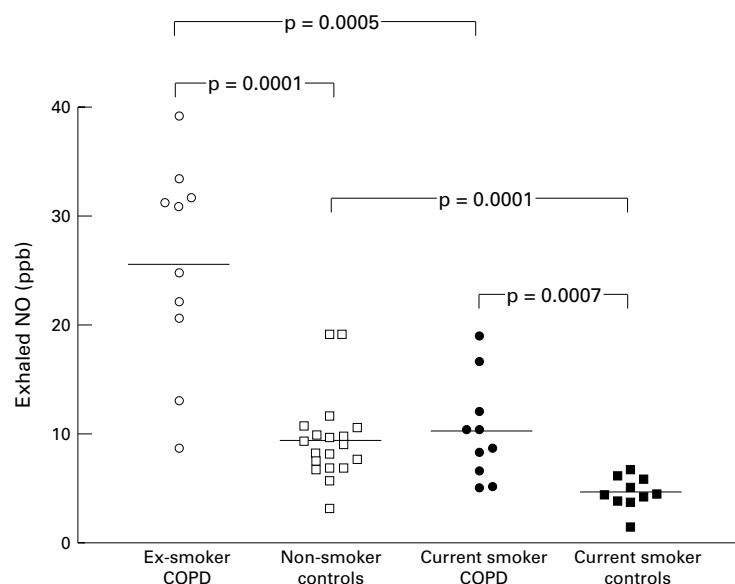 p = 0.0005
p = 0.0001
40
30
p = 0.0001
p = 0.0007
20
10
0
Exhaled NO (ppb)
Ex-smoker
COPD
Non-smoker
controls
Current smoker
COPD
Current smoker
controls